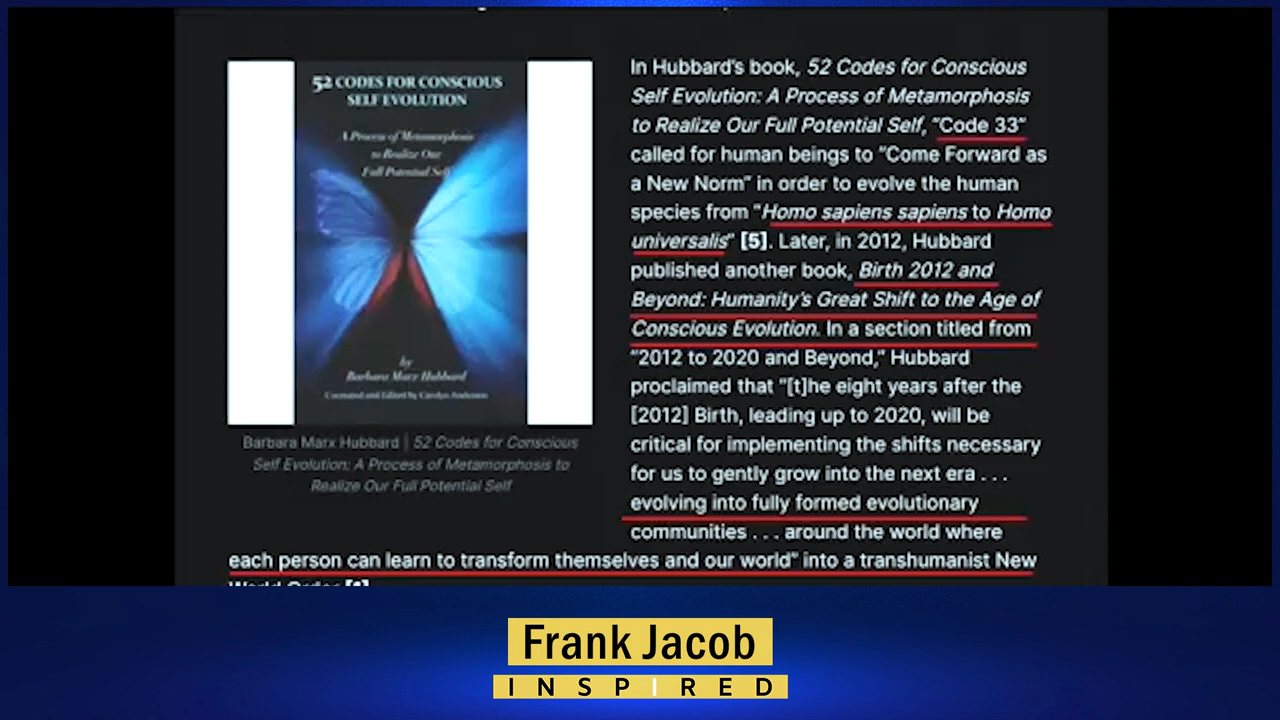 52 CODES FOR CONSCIOUS
SELF EVOLUTION
A Process of Metamorphosis
to Realize Our
Full Potential Self
by
Barbara Marx Hubbard
Cocreated and Edited by Carolyn Anderson
Barbara Marx Hubbard | 52 Codes for Conscious
Self Evolution: A Process of Metamorphosis to
Realize Our Full Potential Self
In Hubbard's book, 52 Codes for Conscious
Self Evolution: A Process of Metamorphosis
to Realize Our Full Potential Self, "Code 33"
called for human beings to "Come Forward as
a New Norm" in order to evolve the human
species from "Homo sapiens sapiens to Homo
universalis" [5]. Later, in 2012, Hubbard
published another book, Birth 2012 and
Beyond: Humanity's Great Shift to the Age of
Conscious Evolution. In a section titled from
"2012 to 2020 and Beyond," Hubbard
proclaimed that "[t]he eight years after the
[2012] Birth, leading up to 2020, will be
critical for implementing the shifts necessary
for us to gently grow into the next era . . .
evolving into fully formed evolutionary
communities . . . around the world where
each person can learn to transform themselves and our world" into a transhumanist New
World Order
Frank Jacob
INSPIRED